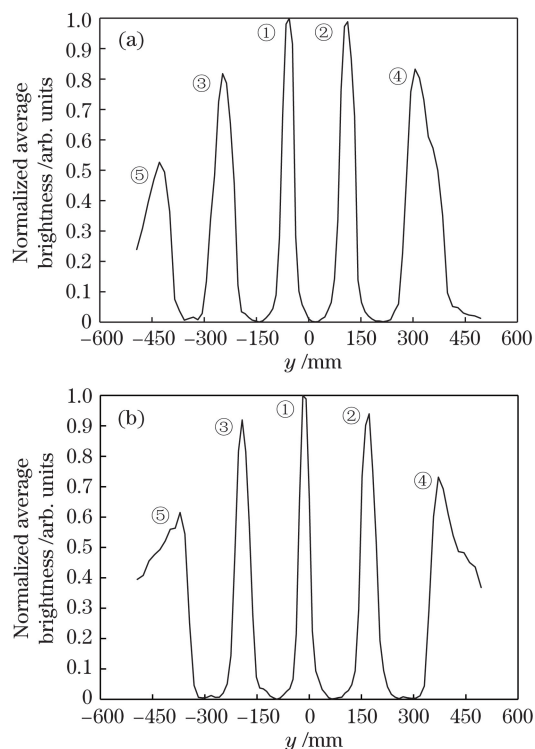 (a)
Normalized average
brightness /arb. units
1.0
0.9
0.8
0.7
0.6
0.5
0.4
0.3
0.2
0.1
0
① ② ③ ④ ⑤
−600 −450 −300 −150 0 150 300 450 600
y /mm
(b)
Normalized average
brightness /arb. units
1.0
0.9
0.8
0.7
0.6
0.5
0.4
0.3
0.2
0.1
0
① ② ③ ④ ⑤
−600 −450 −300 −150 0 150 300 450 600
y /mm